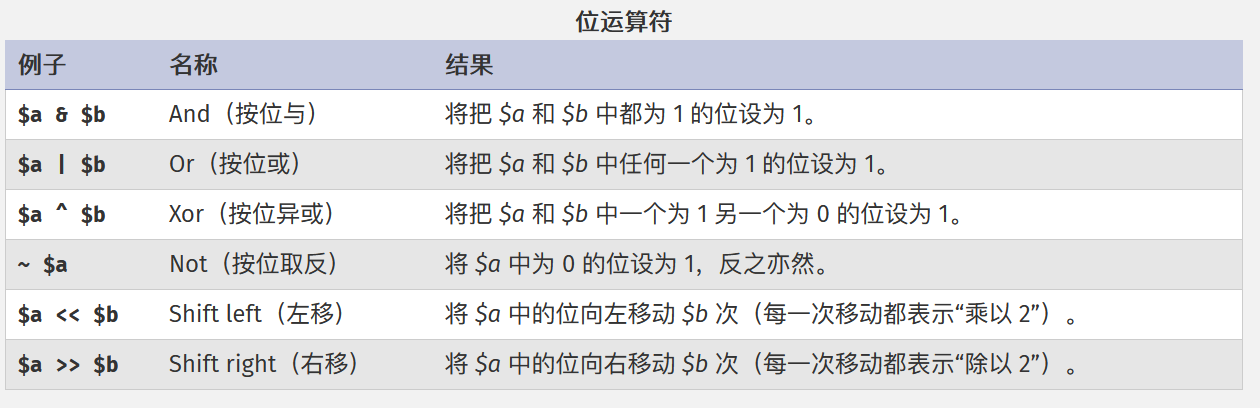 位运算符
例子 名称 结果
$a & $b And（按位与） 将把 $a 和 $b 中都为 1 的位设为 1。
$a | $b Or（按位或） 将把 $a 和 $b 中任何一个为 1 的位设为 1。
$a ^ $b Xor（按位异或） 将把 $a 和 $b 中一个为 1 另一个为 0 的位设为 1。
~ $a Not（按位取反） 将 $a 中为 0 的位设为 1，反之亦然。
$a << $b Shift left（左移） 将 $a 中的位向左移动 $b 次（每一次移动都表示“乘以 2”）。
$a >> $b Shift right（右移） 将 $a 中的位向右移动 $b 次（每一次移动都表示“除以 2”）。